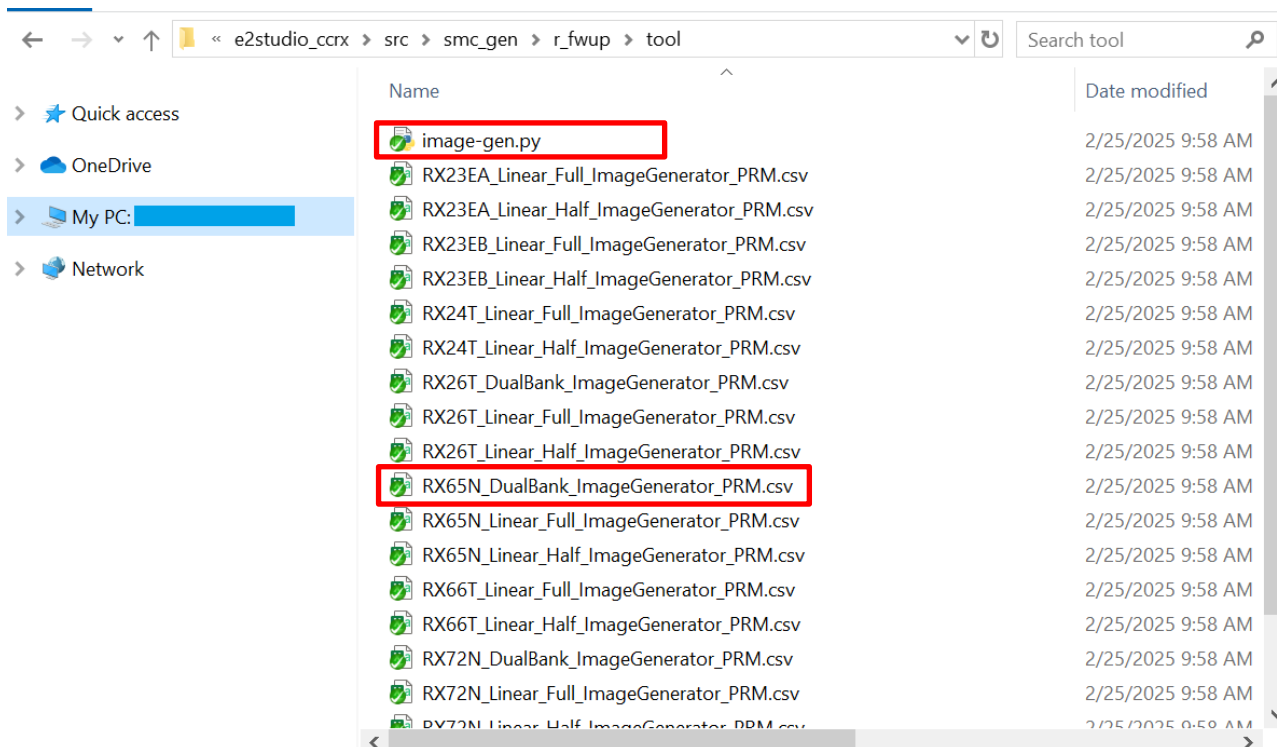 « e2studio_ccrx > src > smc_gen > r_fwup > tool
Search tool
Name Date modified
Quick access
OneDrive
My PC:
Network
image-gen.py 2/25/2025 9:58 AM
RX23EA_Linear_Full_ImageGenerator_PRM.csv 2/25/2025 9:58 AM
RX23EA_Linear_Half_ImageGenerator_PRM.csv 2/25/2025 9:58 AM
RX23EB_Linear_Full_ImageGenerator_PRM.csv 2/25/2025 9:58 AM
RX23EB_Linear_Half_ImageGenerator_PRM.csv 2/25/2025 9:58 AM
RX24T_Linear_Full_ImageGenerator_PRM.csv 2/25/2025 9:58 AM
RX24T_Linear_Half_ImageGenerator_PRM.csv 2/25/2025 9:58 AM
RX26T_DualBank_ImageGenerator_PRM.csv 2/25/2025 9:58 AM
RX26T_Linear_Full_ImageGenerator_PRM.csv 2/25/2025 9:58 AM
RX26T_Linear_Half_ImageGenerator_PRM.csv 2/25/2025 9:58 AM
RX65N_DualBank_ImageGenerator_PRM.csv 2/25/2025 9:58 AM
RX65N_Linear_Full_ImageGenerator_PRM.csv 2/25/2025 9:58 AM
RX65N_Linear_Half_ImageGenerator_PRM.csv 2/25/2025 9:58 AM
RX66T_Linear_Full_ImageGenerator_PRM.csv 2/25/2025 9:58 AM
RX66T_Linear_Half_ImageGenerator_PRM.csv 2/25/2025 9:58 AM
RX72N_DualBank_ImageGenerator_PRM.csv 2/25/2025 9:58 AM
RX72N_Linear_Full_ImageGenerator_PRM.csv 2/25/2025 9:58 AM
RX72N_Linear_Half_ImageGenerator_PRM.csv 2/25/2025 9:58 AM